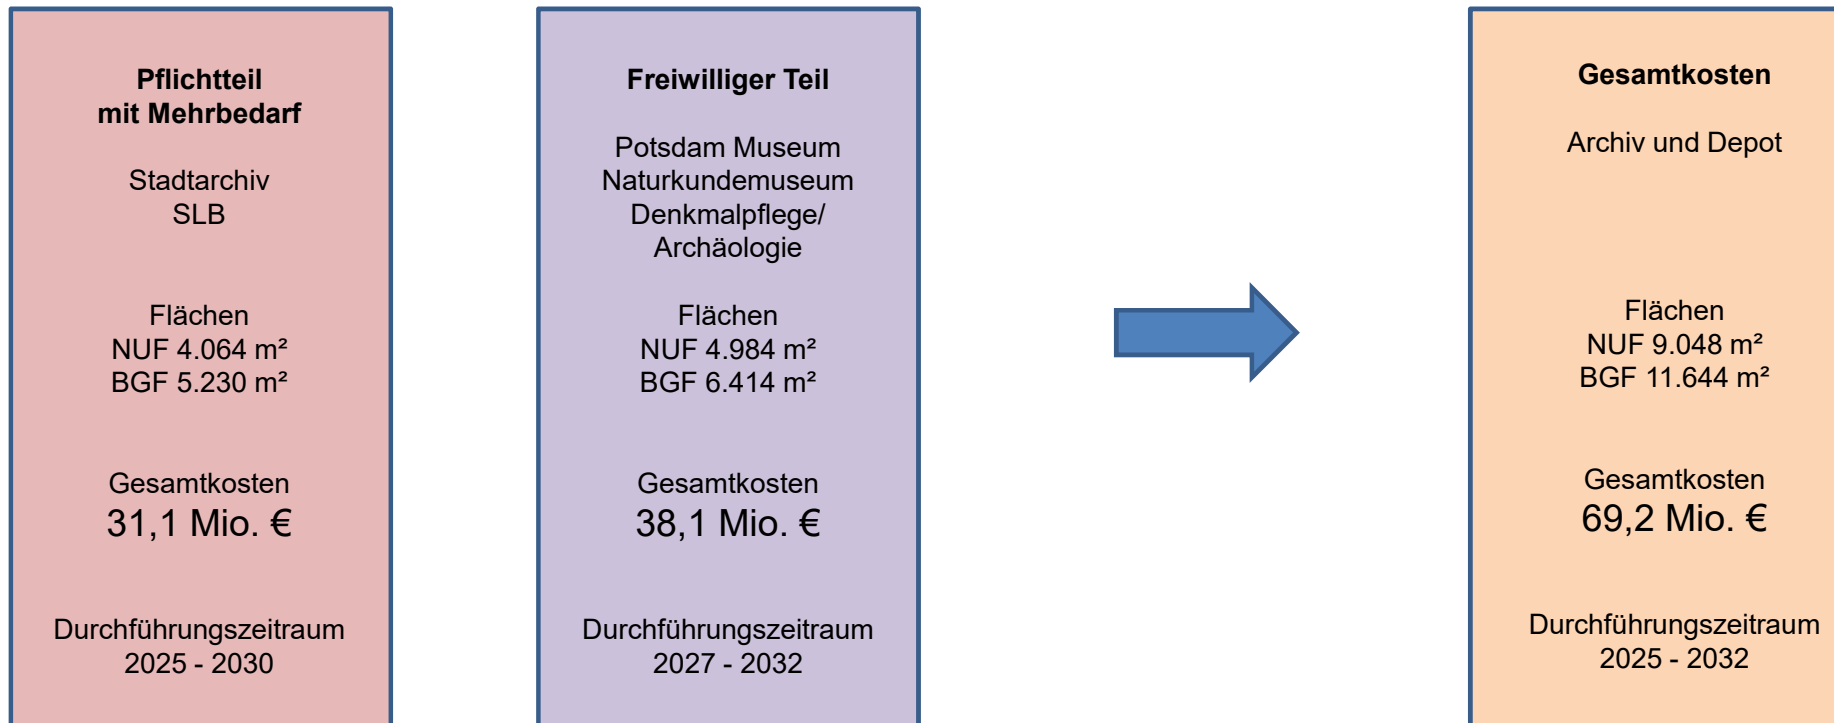 Pflichtteil
mit Mehrbedarf
Stadtarchiv
SLB
Flächen
NUF 4.064 m²
BGF 5.230 m²
Gesamtkosten
31,1 Mio. €
Durchführungszeitraum
2025 - 2030
Freiwilliger Teil
Potsdam Museum
Naturkundemuseum
Denkmalpflege/
Archäologie
Flächen
NUF 4.984 m²
BGF 6.414 m²
Gesamtkosten
38,1 Mio. €
Durchführungszeitraum
2027 - 2032
Gesamtkosten
Archiv und Depot
Flächen
NUF 9.048 m²
BGF 11.644 m²
Gesamtkosten
69,2 Mio. €
Durchführungszeitraum
2025 - 2032